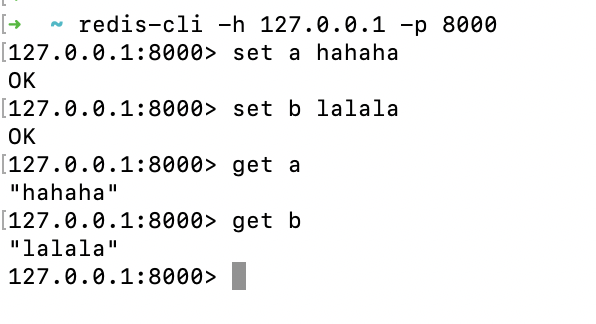 [➜ ~ redis-cli -h 127.0.0.1 -p 8000
[127.0.0.1:8000> set a hahaha
OK
[127.0.0.1:8000> set b lalala
OK
[127.0.0.1:8000> get a
"hahaha"
[127.0.0.1:8000> get b
"lalala"
127.0.0.1:8000>